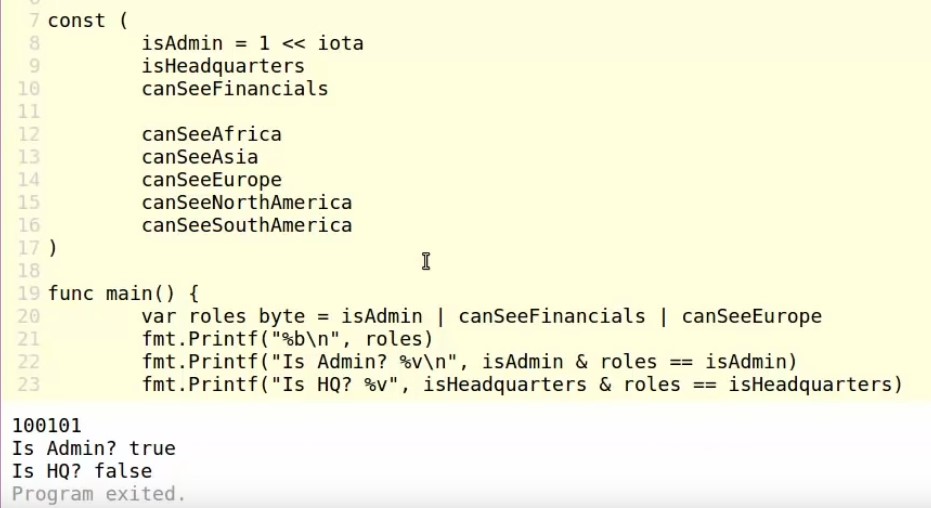 7 const (
8 isAdmin = 1 << iota
9 isHeadquarters
10 canSeeFinancials
11
12 canSeeAfrica
13 canSeeAsia
14 canSeeEurope
15 canSeeNorthAmerica
16 canSeeSouthAmerica
17 )
18
19 func main() {
20 var roles byte = isAdmin | canSeeFinancials | canSeeEurope
21 fmt.Printf("%b\n", roles)
22 fmt.Printf("Is Admin? %v\n", isAdmin & roles == isAdmin)
23 fmt.Printf("Is HQ? %v", isHeadquarters & roles == isHeadquarters)
100101
Is Admin? true
Is HQ? false
Program exited.